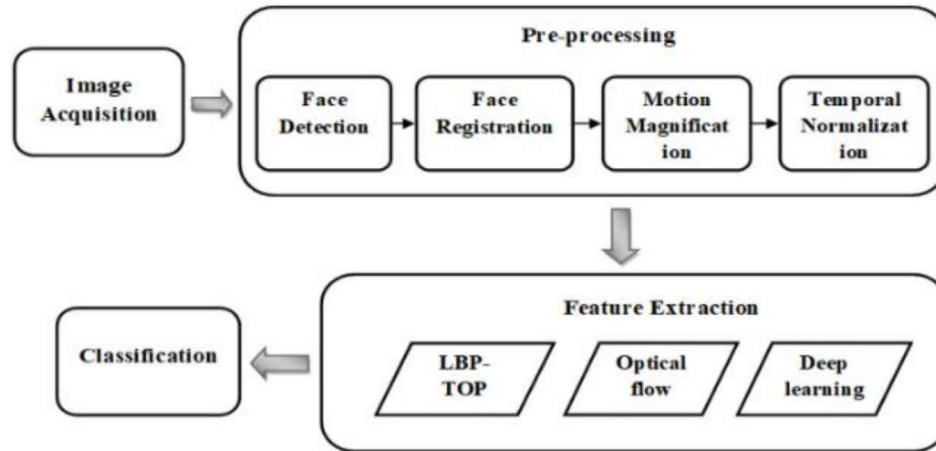 Pre-processing
Image
Acquisition
Face
Detection
Face
Registration
Motion
Magnificat
ion
Temporal
Normalizat
ion
Feature Extraction
LBP-
TOP
Optical
flow
Deep
learning
Classification